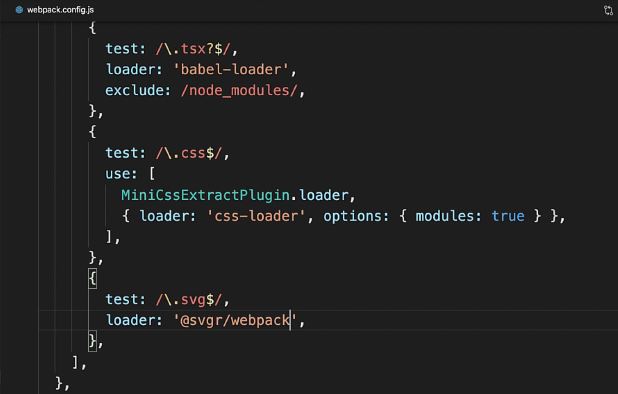 webpack.config.js
{
test: /\.tsx?$/,
loader: 'babel-loader',
exclude: /node_modules/,
},
{
test: /\.css$/,
use: [
MiniCssExtractPlugin.loader,
{ loader: 'css-loader', options: { modules: true } },
],
},
{
test: /\.svg$/,
loader: '@svgr/webpack',
},
],
},